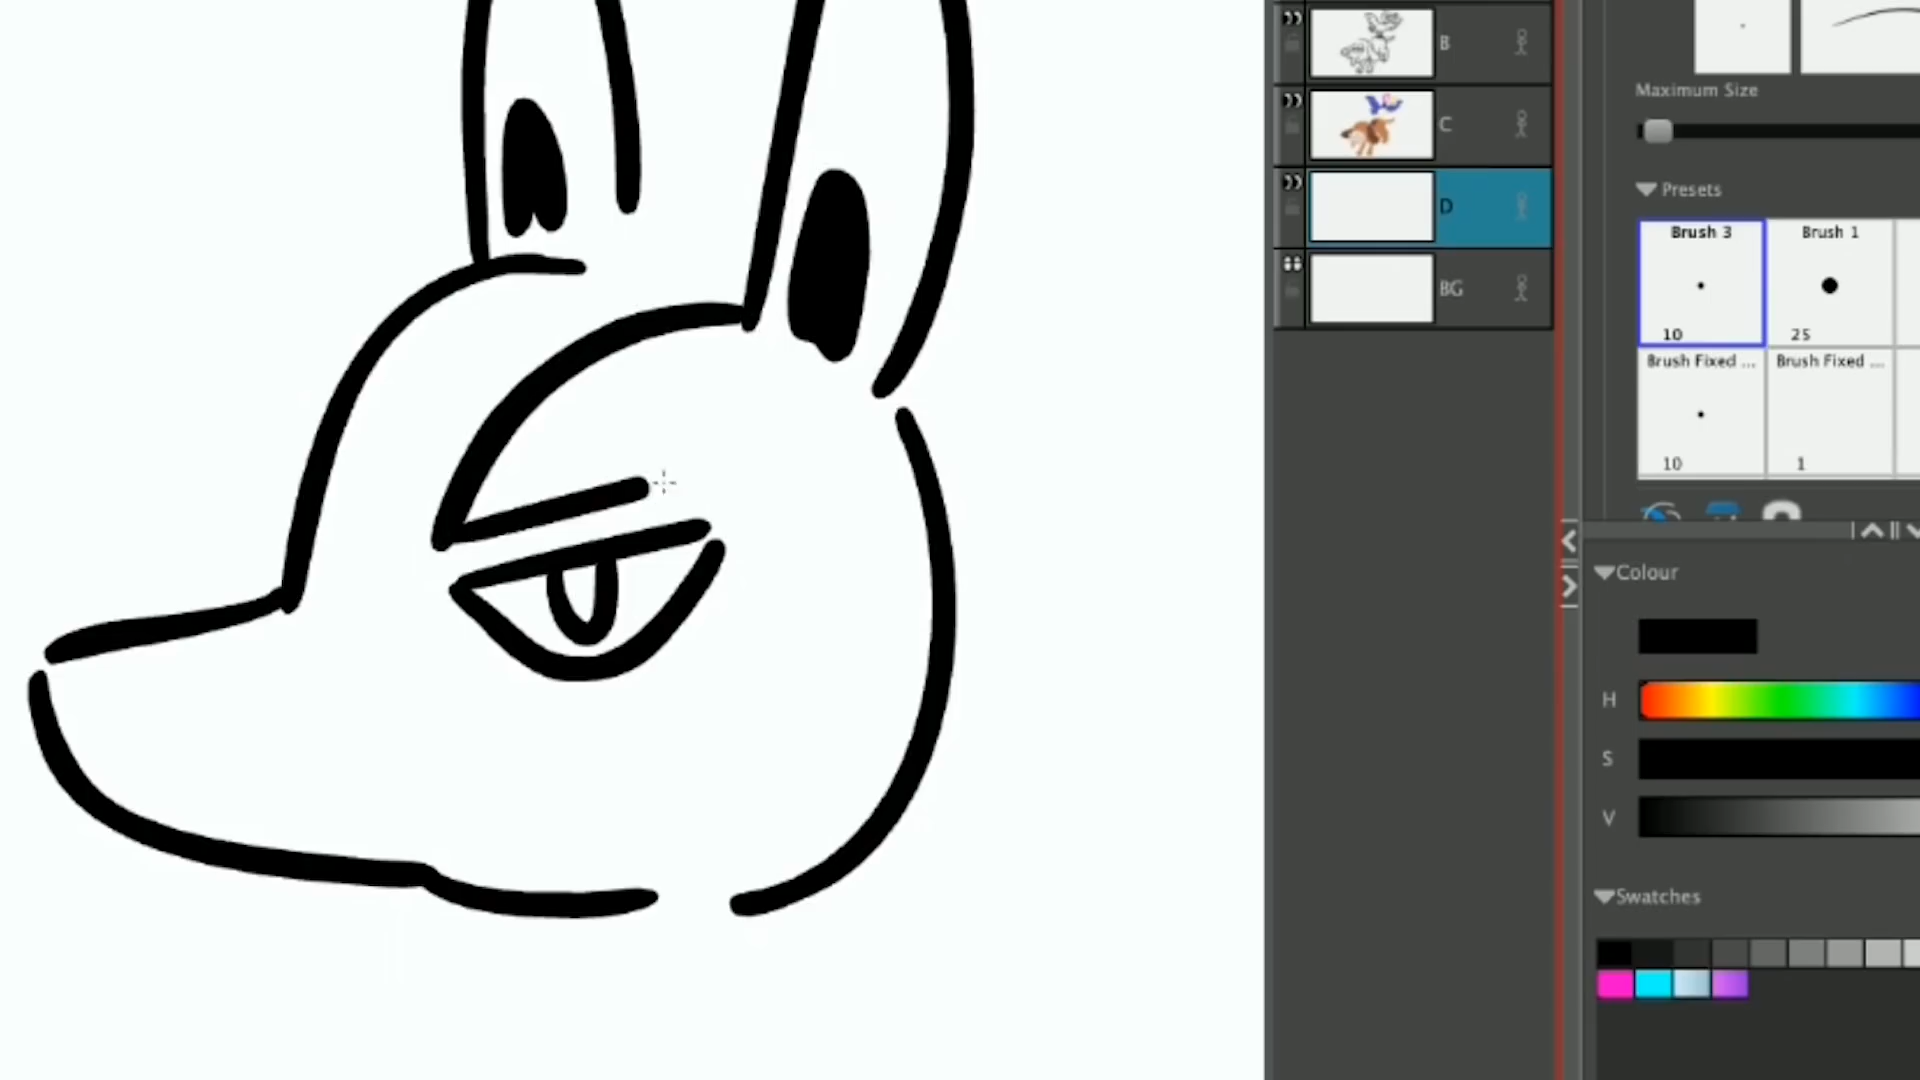 B
C
D
BG
Maximum Size
Presets
Brush 3
Brush 1
10
25
Brush Fixed ...
Brush Fixed ...
10
1
Colour
H
S
V
Swatches